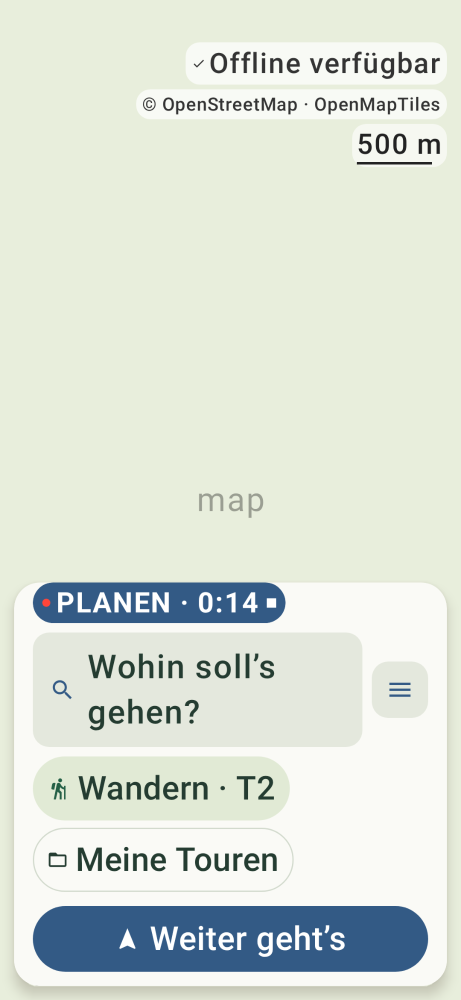 Offline verfügbar
© OpenStreetMap · OpenMapTiles
500 m
map
PLANEN · 0:14
Wohin soll’s
gehen?
Wandern · T2
Meine Touren
Weiter geht’s